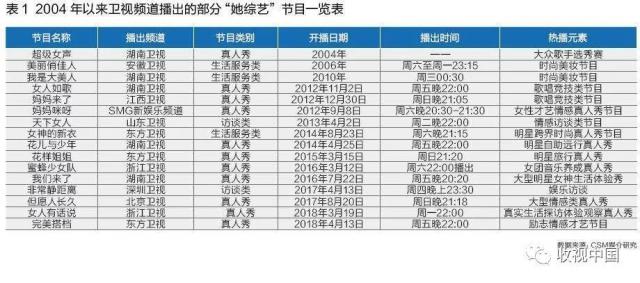 表 1 2004 年以来卫视频道播出的部分“她综艺”节目一览表
节目名称 播出频道 节目类别 开播日期 播出时间 热播元素
超级女声 湖南卫视 真人秀 2004年 —— 大众歌手选秀赛
美丽俏佳人 安徽卫视 生活服务类 2006年 周六至周一23:15 时尚美妆节目
我是大美人 湖南卫视 生活服务类 2010年 周三00:30 时尚美妆节目
女人如歌 湖南卫视 真人秀 2012年11月2日 周五晚22:00 歌唱竞技类节目
妈妈来了 江西卫视 真人秀 2012年12月30日 周日晚21:05 歌唱竞技类节目
妈妈咪呀 SMG新娱乐频道 真人秀 2012年9月8日 周六晚20:30-21:30 女性才艺情感真人秀节目
天下女人 山东卫视 访谈类 2013年4月2日 周二晚22:00 情感访谈类节目
女神的新衣 东方卫视 生活服务类 2014年8月23日 周六晚21:15 明星跨界时尚真人秀节目
花儿与少年 湖南卫视 真人秀 2014年4月25日 周五晚22:00 明星自助远行真人秀
花样姐姐 东方卫视 真人秀 2015年3月15日 周日21:20 明星旅行真人秀
蜜蜂少女队 浙江卫视 真人秀 2016年3月12日 周六22:00播出 女团音乐养成真人秀
我们来了 湖南卫视 真人秀 2016年7月22日 周五晚20:20 大型明星女神生活体验秀
非常静距离 深圳卫视 访谈类 2017年4月13日 周四晚上23:30 娱乐访谈
但愿人长久 北京卫视 真人秀 2017年8月20日 周日晚21:18 大型情感类真人秀
女人有话说 浙江卫视 真人秀 2018年3月19日 周一22:00 真实生活探访体验观察真人秀
完美搭档 东方卫视 真人秀 2018年4月13日 周五晚22:00 励志情感才艺节目
数据来源：CSM媒介研究
收视中国